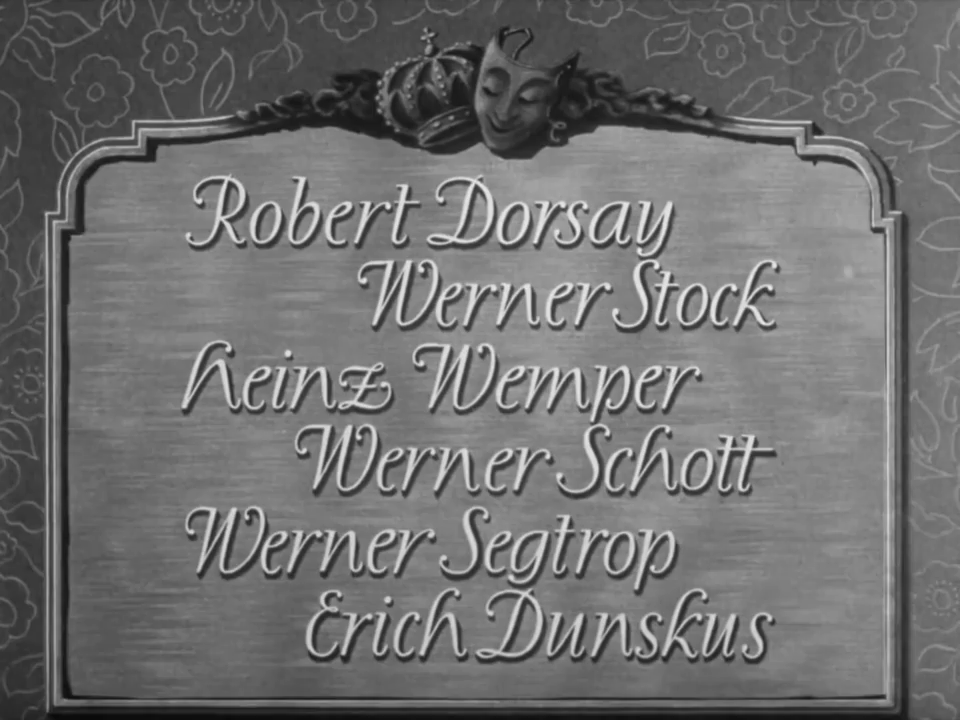 Robert Dorsay
Werner Stock
Heinz Wemper
Werner Schott
Werner Segtrop
Erich Dunskus